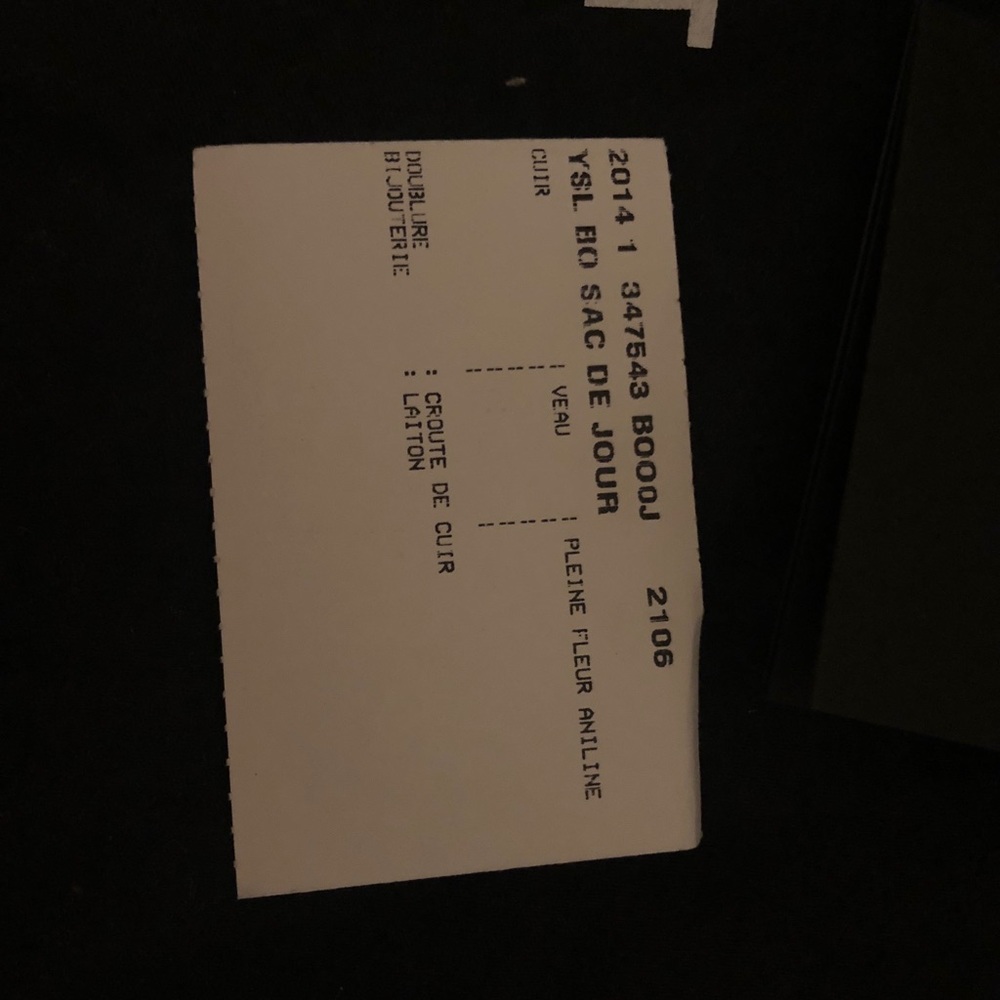 2014 1 347543 BOOOJ 2106
YSL BO SAC DE JOUR
CUIR : VEAU : PLEINE FLEUR ANILINE
: :
: :
: :
: :
DOUBLURE : CROUTE DE CUIR
BIJOUTERIE : LAITON